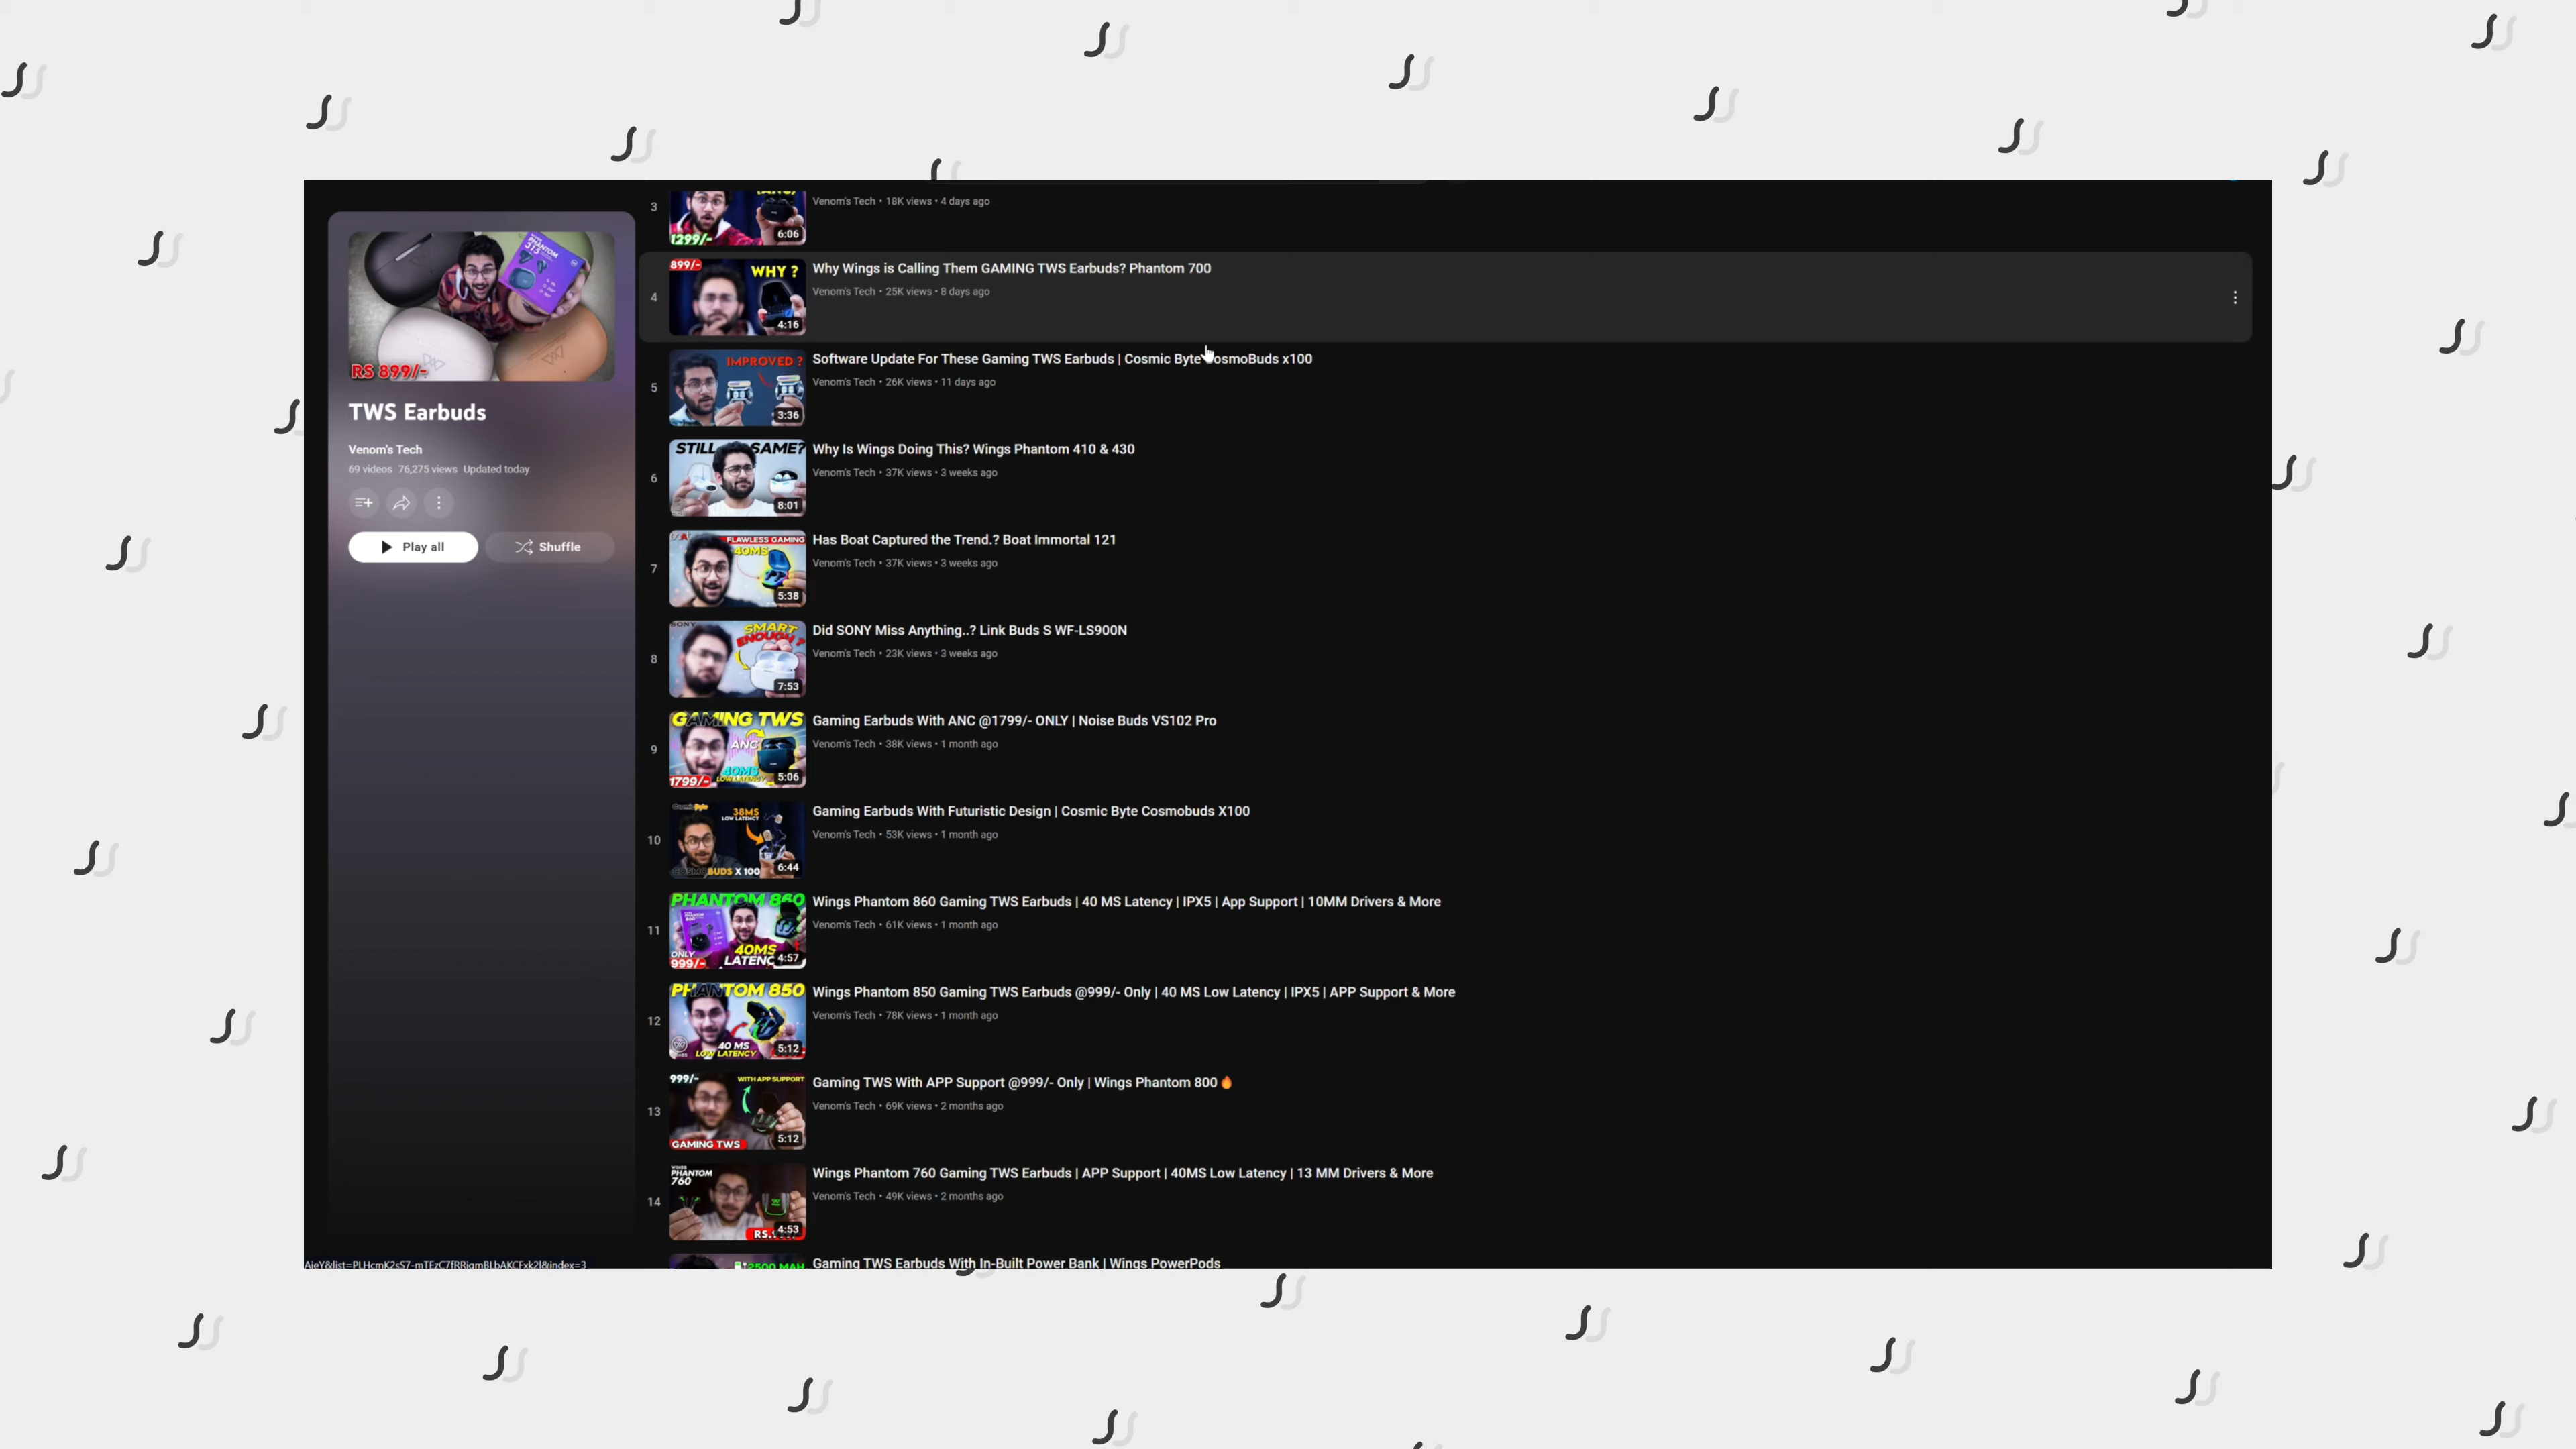 RS 899/-
TWS Earbuds
Venom's Tech
69 videos 76,275 views Updated today
Play all
Shuffle
3
1299/-
6:06
Venom's Tech • 18K views • 4 days ago
4
899/-
WHY ?
4:16
Why Wings is Calling Them GAMING TWS Earbuds? Phantom 700
Venom's Tech • 25K views • 8 days ago
5
IMPROVED ?
3:36
Software Update For These Gaming TWS Earbuds | Cosmic Byte CosmoBuds x100
Venom's Tech • 26K views • 11 days ago
6
STILL SAME?
8:01
Why Is Wings Doing This? Wings Phantom 410 & 430
Venom's Tech • 37K views • 3 weeks ago
7
FLAWLESS GAMING
40MS
5:38
Has Boat Captured the Trend.? Boat Immortal 121
Venom's Tech • 37K views • 3 weeks ago
8
SONY
SMART
ENOUGH ?
7:53
Did SONY Miss Anything..? Link Buds S WF-LS900N
Venom's Tech • 23K views • 3 weeks ago
9
GAMING TWS
ANC
40MS
LOW LATENCY
1799/-
5:06
Gaming Earbuds With ANC @1799/- ONLY | Noise Buds VS102 Pro
Venom's Tech • 38K views • 1 month ago
10
38MS
LOW LATENCY
BUDS X 100
6:44
Gaming Earbuds With Futuristic Design | Cosmic Byte Cosmobuds X100
Venom's Tech • 53K views • 1 month ago
11
PHANTOM 860
ONLY
999/-
40MS
4:57
Wings Phantom 860 Gaming TWS Earbuds | 40 MS Latency | IPX5 | App Support | 10MM Drivers & More
Venom's Tech • 61K views • 1 month ago
12
PHANTOM 850
40 MS
LOW LATENCY
5:12
Wings Phantom 850 Gaming TWS Earbuds @999/- Only | 40 MS Low Latency | IPX5 | APP Support & More
Venom's Tech • 78K views • 1 month ago
13
999/-
WITH APP SUPPORT
GAMING TWS
5:12
Gaming TWS With APP Support @999/- Only | Wings Phantom 800🔥
Venom's Tech • 69K views • 2 months ago
14
WINGS
PHANTOM
760
4:53
Wings Phantom 760 Gaming TWS Earbuds | APP Support | 40MS Low Latency | 13 MM Drivers & More
Venom's Tech • 49K views • 2 months ago
2500 MAH
Gaming TWS Earbuds With In-Built Power Bank | Wings PowerPods